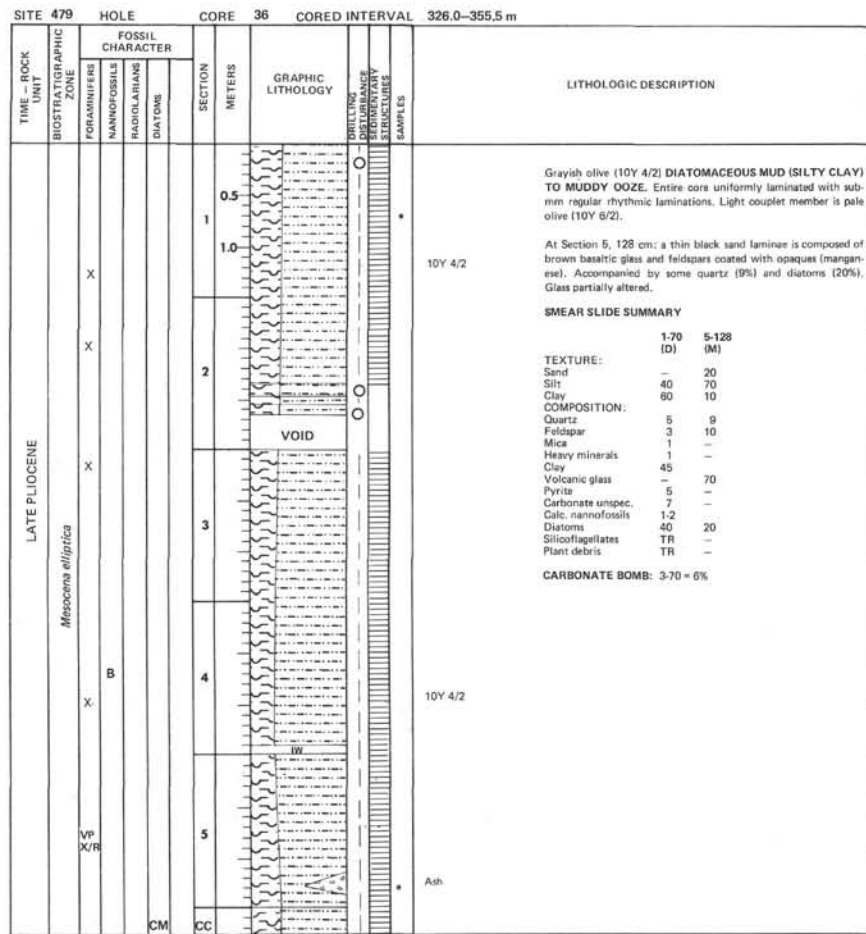 SITE 479 HOLE CORE 36 CORED INTERVAL 326.0–355.5 m
TIME – ROCK UNIT
BIOSTRATIGRAPHIC ZONE
FOSSIL CHARACTER
FORAMINIFERS
NANNOFOSSILS
RADIOLARIANS
DIATOMS
SECTION
METERS
GRAPHIC LITHOLOGY
DRILLING DISTURBANCE
SEDIMENTARY STRUCTURES
SAMPLES
LITHOLOGIC DESCRIPTION
LATE PLIOCENE
Mesocena elliptica
X
X
X
X
VP
X/R
B
CM
1
2
3
4
5
CC
0.5
1.0
VOID
IW
*
*
10Y 4/2
10Y 4/2
Ash
Grayish olive (10Y 4/2) DIATOMACEOUS MUD (SILTY CLAY)
TO MUDDY OOZE. Entire core uniformly laminated with sub-
mm regular rhythmic laminations. Light couplet member is pale
olive (10Y 6/2).
At Section 5, 128 cm: a thin black sand laminae is composed of
brown basaltic glass and feldspars coated with opaques (mangan-
ese). Accompanied by some quartz (9%) and diatoms (20%).
Glass partially altered.
SMEAR SLIDE SUMMARY
1-70 5-128
(D) (M)
TEXTURE:
Sand – 20
Silt 40 70
Clay 60 10
COMPOSITION:
Quartz 5 9
Feldspar 3 10
Mica 1 –
Heavy minerals 1 –
Clay 45
Volcanic glass – 70
Pyrite 5 –
Carbonate unspec. 7 –
Calc. nannofossils 1-2
Diatoms 40 20
Silicoflagellates TR –
Plant debris TR –
CARBONATE BOMB: 3-70 = 6%